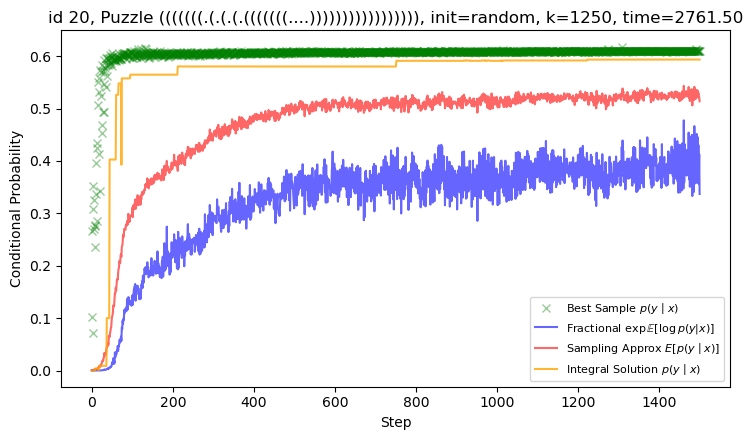 id 20, Puzzle (((((((.(.(.(.(((((((....))))))))))))))))), init=random, k=1250, time=2761.50
0.6
0.5
0.4
0.3
0.2
0.1
0.0
Conditional Probability
Best Sample p(y | x)
Fractional exp 𝔼[log p(y|x)]
Sampling Approx E[p(y | x)]
Integral Solution p(y | x)
0 200 400 600 800 1000 1200 1400
Step